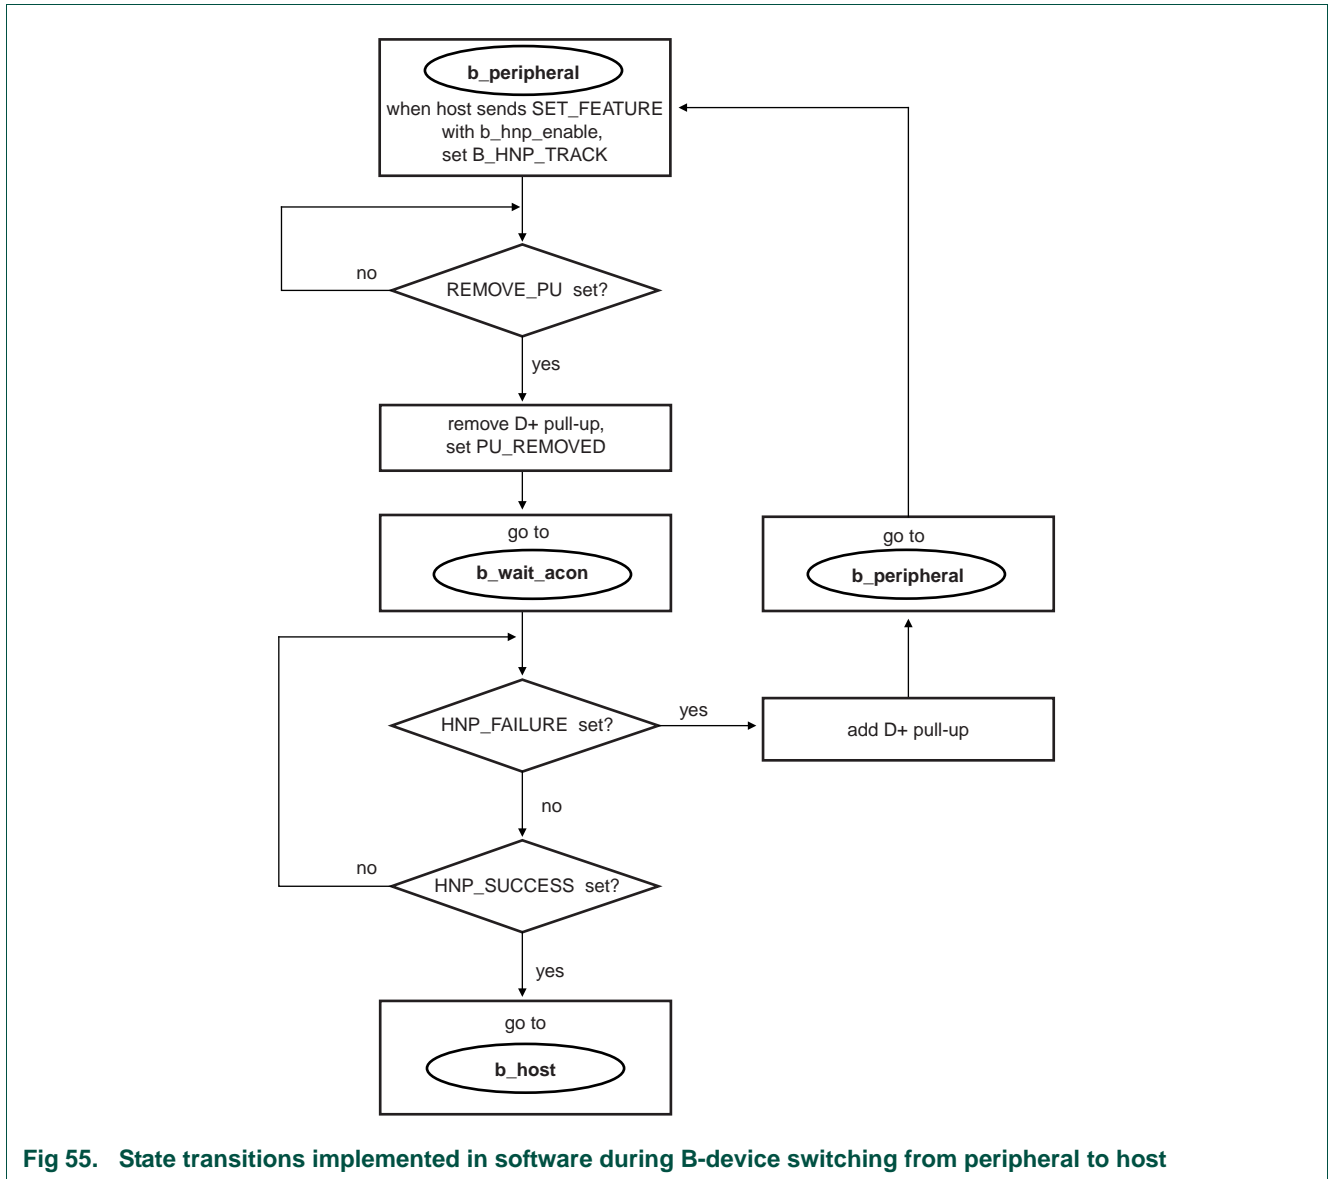 b_peripheral
when host sends SET_FEATURE
with b_hnp_enable,
set B_HNP_TRACK
no
REMOVE_PU set?
yes
remove D+ pull-up,
set PU_REMOVED
go to
b_wait_acon
go to
b_peripheral
HNP_FAILURE set?
yes
add D+ pull-up
no
no
HNP_SUCCESS set?
yes
go to
b_host
Fig 55. State transitions implemented in software during B-device switching from peripheral to host